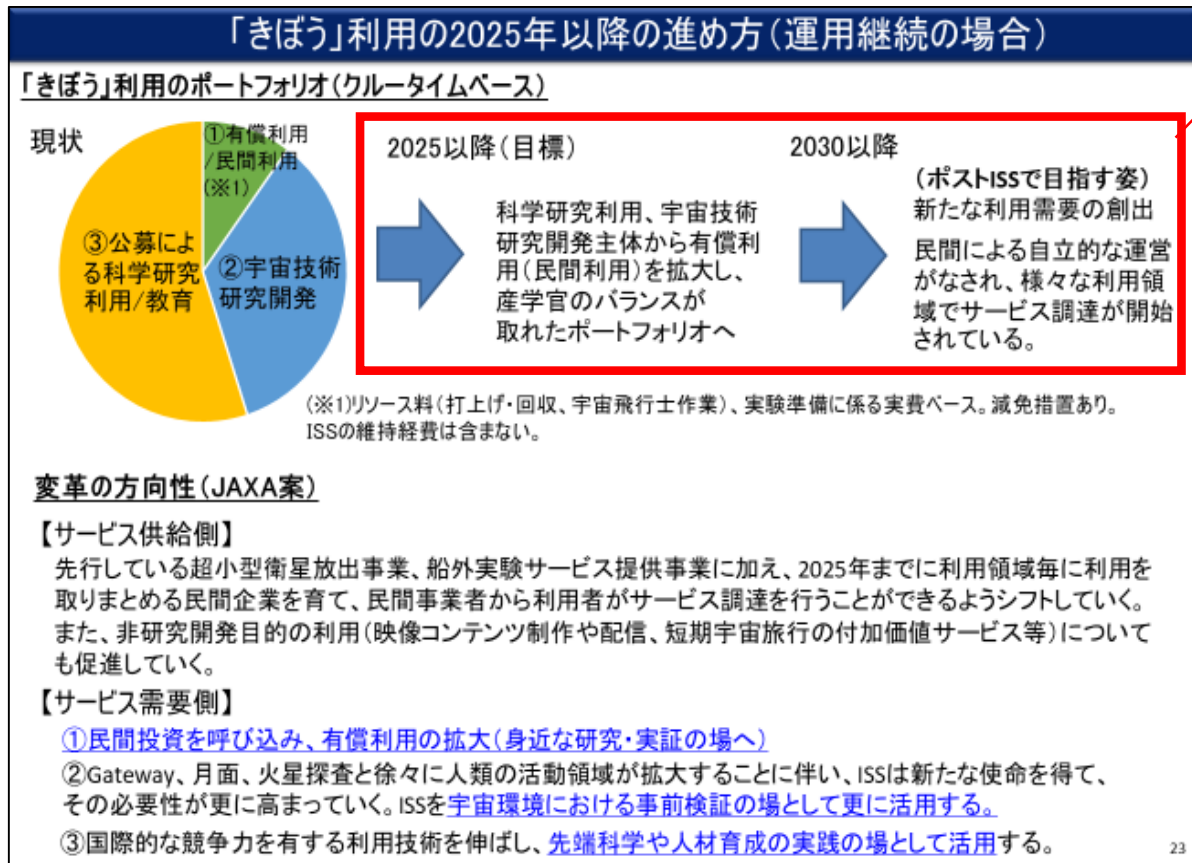 「きぼう」利用の2025年以降の進め方(運用継続の場合)
「きぼう」利用のポートフォリオ(クルータイムベース)
現状
①有償利用
/民間利用
(※1)
②宇宙技術
研究開発
③公募によ
る科学研究
利用/教育
2025以降(目標)
科学研究利用、宇宙技術
研究開発主体から有償利
用(民間利用)を拡大し、
産学官のバランスが
取れたポートフォリオへ
2030以降
(ポストISSで目指す姿)
新たな利用需要の創出
民間による自立的な運営
がなされ、様々な利用領
域でサービス調達が開始
されている。
(※1)リソース料(打上げ・回収、宇宙飛行士作業)、実験準備に係る実費ベース。減免措置あり。
ISSの維持経費は含まない。
変革の方向性(JAXA案)
【サービス供給側】
先行している超小型衛星放出事業、船外実験サービス提供事業に加え、2025年までに利用領域毎に利用を
取りまとめる民間企業を育て、民間事業者から利用者がサービス調達を行うことができるようシフトしていく。
また、非研究開発目的の利用(映像コンテンツ制作や配信、短期宇宙旅行の付加価値サービス等)について
も促進していく。
【サービス需要側】
①民間投資を呼び込み、有償利用の拡大(身近な研究・実証の場へ)
②Gateway、月面、火星探査と徐々に人類の活動領域が拡大することに伴い、ISSは新たな使命を得て、
その必要性が更に高まっていく。ISSを宇宙環境における事前検証の場として更に活用する。
③国際的な競争力を有する利用技術を伸ばし、先端科学や人材育成の実践の場として活用する。
23